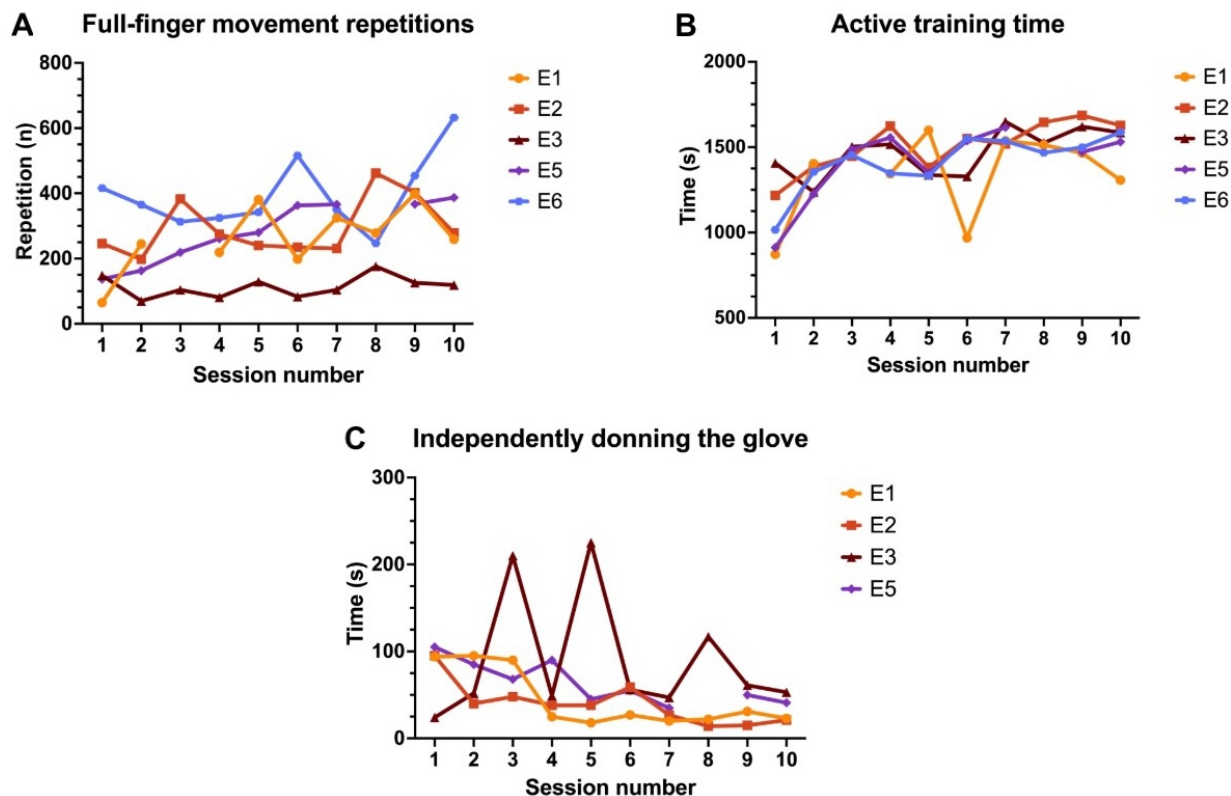 A Full-finger movement repetitions
800
600
400
200
0
Repetition (n)
1 2 3 4 5 6 7 8 9 10
Session number
E1
E2
E3
E5
E6
B Active training time
2000
1500
1000
500
Time (s)
1 2 3 4 5 6 7 8 9 10
Session number
E1
E2
E3
E5
E6
C Independently donning the glove
300
200
100
0
Time (s)
1 2 3 4 5 6 7 8 9 10
Session number
E1
E2
E3
E5